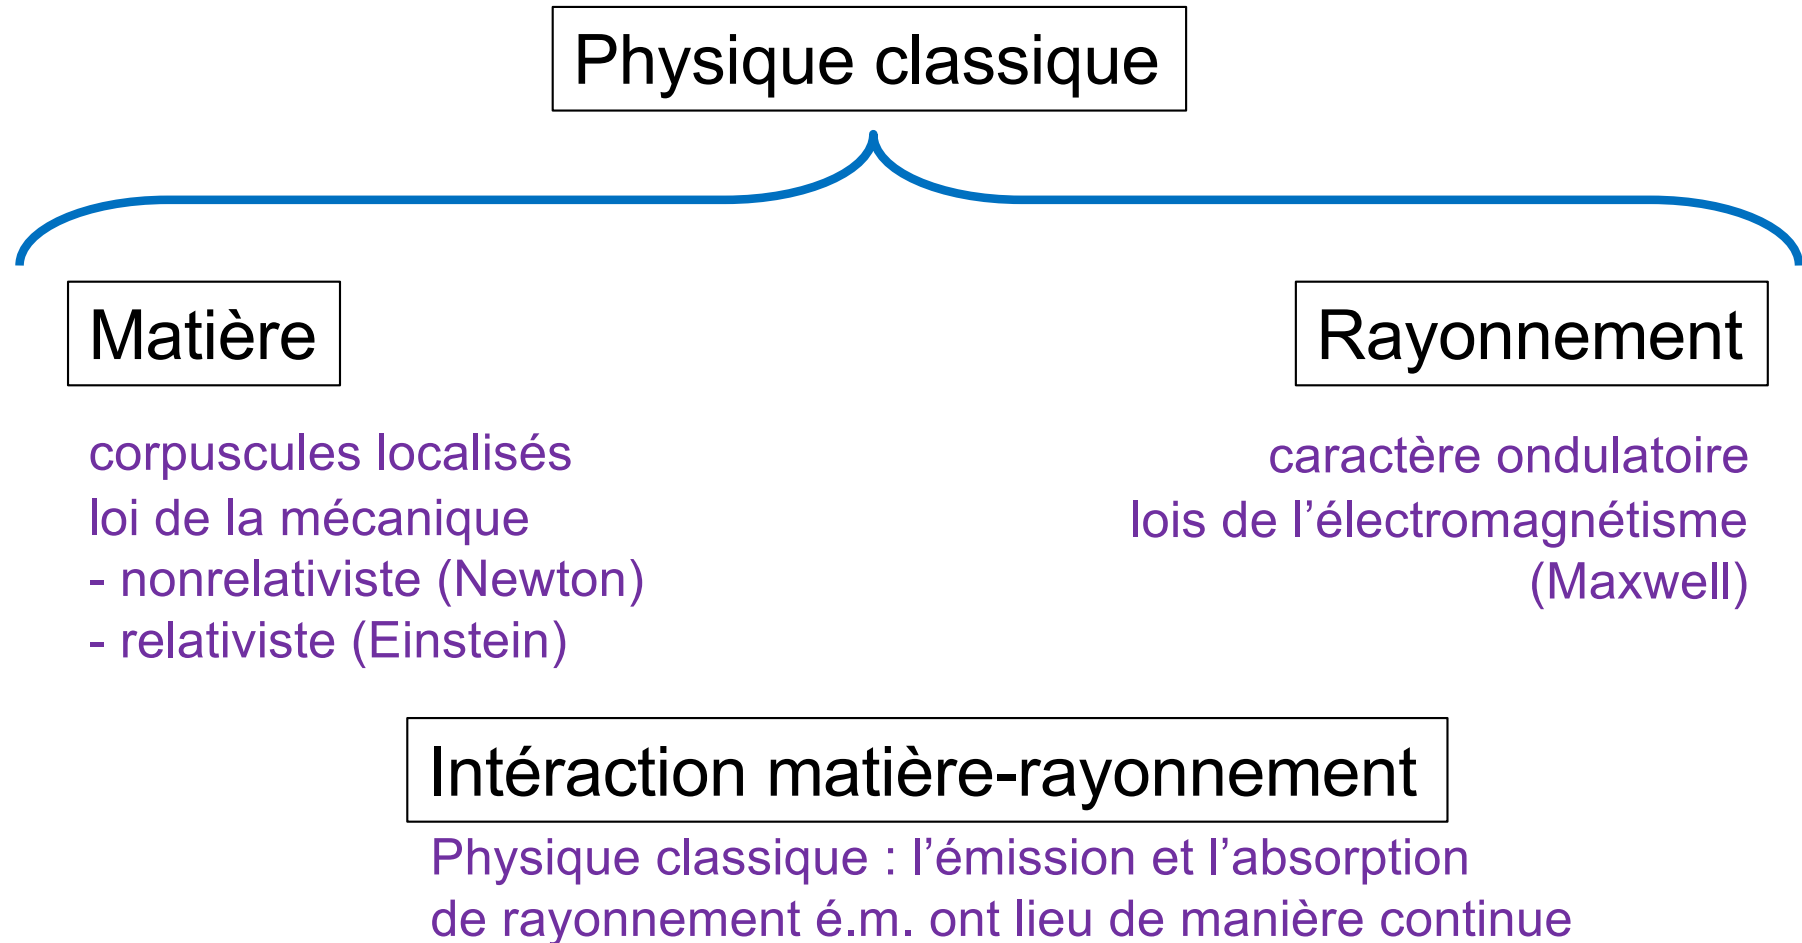 Physique classique
Matière
corpuscules localisés
loi de la mécanique
- nonrelativiste (Newton)
- relativiste (Einstein)
Rayonnement
caractère ondulatoire
lois de l’électromagnétisme
(Maxwell)
Intéraction matière-rayonnement
Physique classique : l’émission et l’absorption
de rayonnement é.m. ont lieu de manière continue